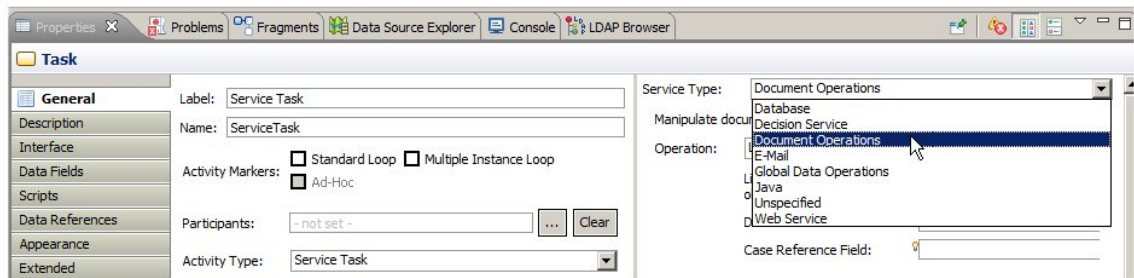 Properties Problems Fragments Data Source Explorer Console LDAP Browser
Task
General
Description
Interface
Data Fields
Scripts
Data References
Appearance
Extended
Label: Service Task
Name: ServiceTask
Activity Markers: Standard Loop Multiple Instance Loop
Ad-Hoc
Participants: - not set - ... Clear
Activity Type: Service Task
Service Type: Document Operations
Database
Decision Service
Document Operations
E-Mail
Global Data Operations
Java
Unspecified
Web Service
Manipulate
Operation:
Case Reference Field: